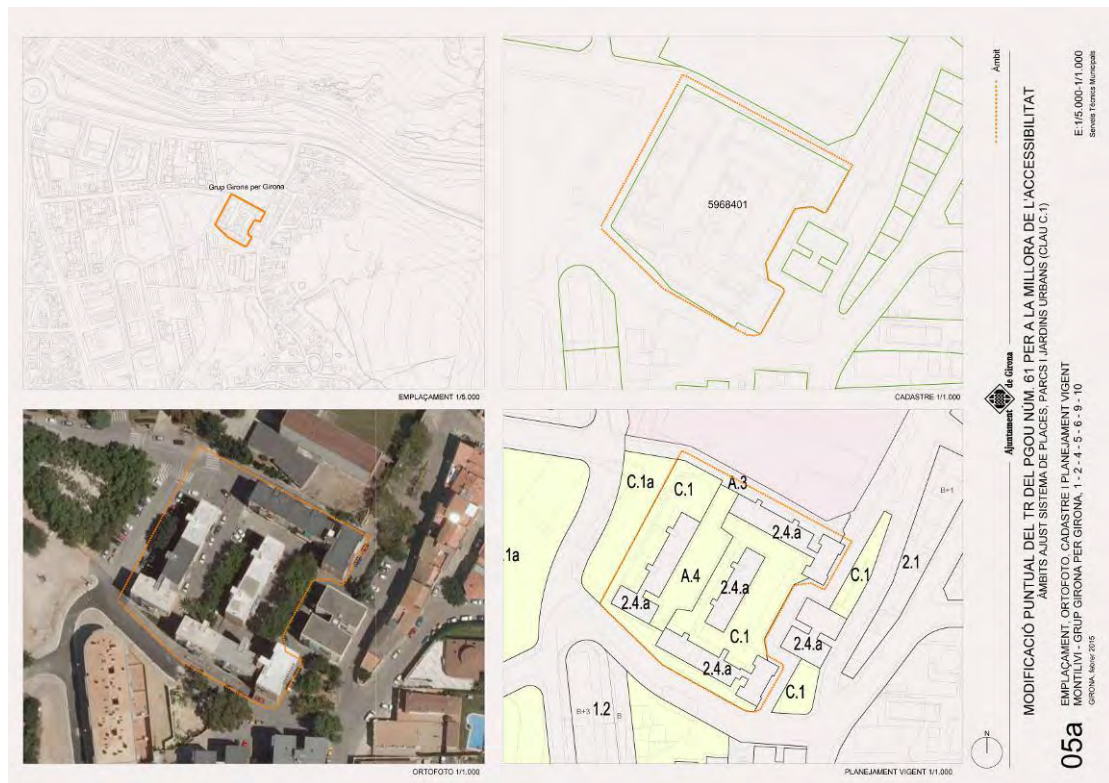 Grup Girona per Girona
EMPLAÇAMENT 1/5.000
5968401
CADASTRE 1/1.000
ORTOFOTO 1/1.000
C.1a
C.1
A.3
2.4.a
.1a
A.4
2.4.a
C.1
2.1
B+1
2.4.a
C.1
2.4.a
2.4.a
C.1
B+3
1.2
B
PLANEJAMENT VIGENT 1/1.000
Àmbit
Ajuntament de Girona
MODIFICACIÓ PUNTUAL DEL TR DEL PGOU NÚM. 61 PER A LA MILLORA DE L'ACCESSIBILITAT
ÀMBITS AJUST SISTEMA DE PLACES, PARCS I JARDINS URBANS (CLAU C.1)
E:1/5.000-1/1.000
Serveis Tècnics Municipals
05a
EMPLAÇAMENT, ORTOFOTO, CADASTRE I PLANEJAMENT VIGENT
MONTILIVI - GRUP GIRONA PER GIRONA, 1 - 2 - 4 - 5 - 6 - 9 - 10
GIRONA, febrer 2015
N